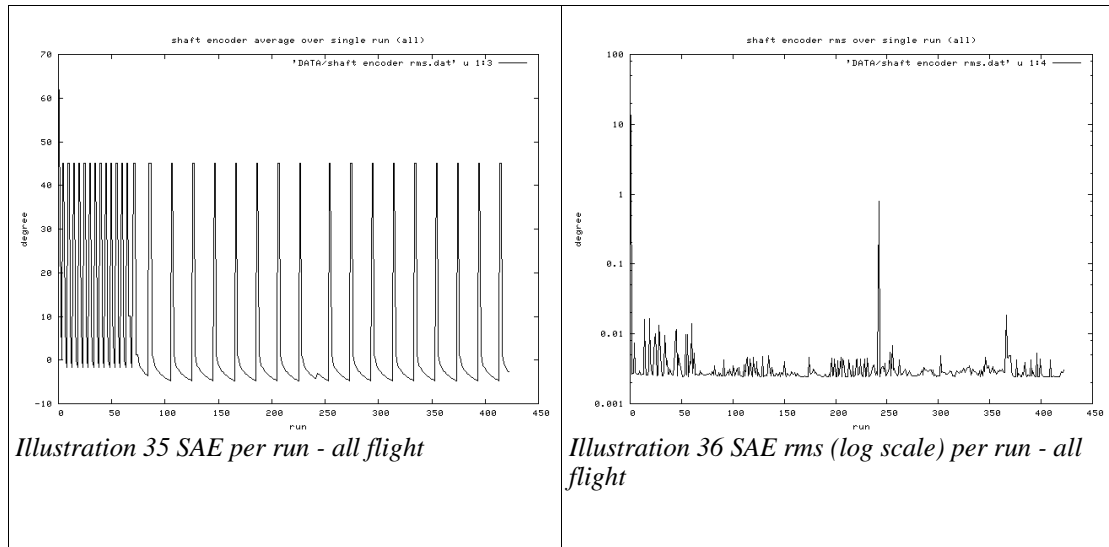 shaft encoder average over single run (all)
'DATA/shaft encoder rms.dat' u 1:3
70
60
50
40
30
20
10
0
-10
degree
0 50 100 150 200 250 300 350 400 450
run
Illustration 35 SAE per run - all flight
shaft encoder rms over single run (all)
'DATA/shaft encoder rms.dat' u 1:4
100
10
1
0.1
0.01
0.001
degree
0 50 100 150 200 250 300 350 400 450
run
Illustration 36 SAE rms (log scale) per run - all
flight